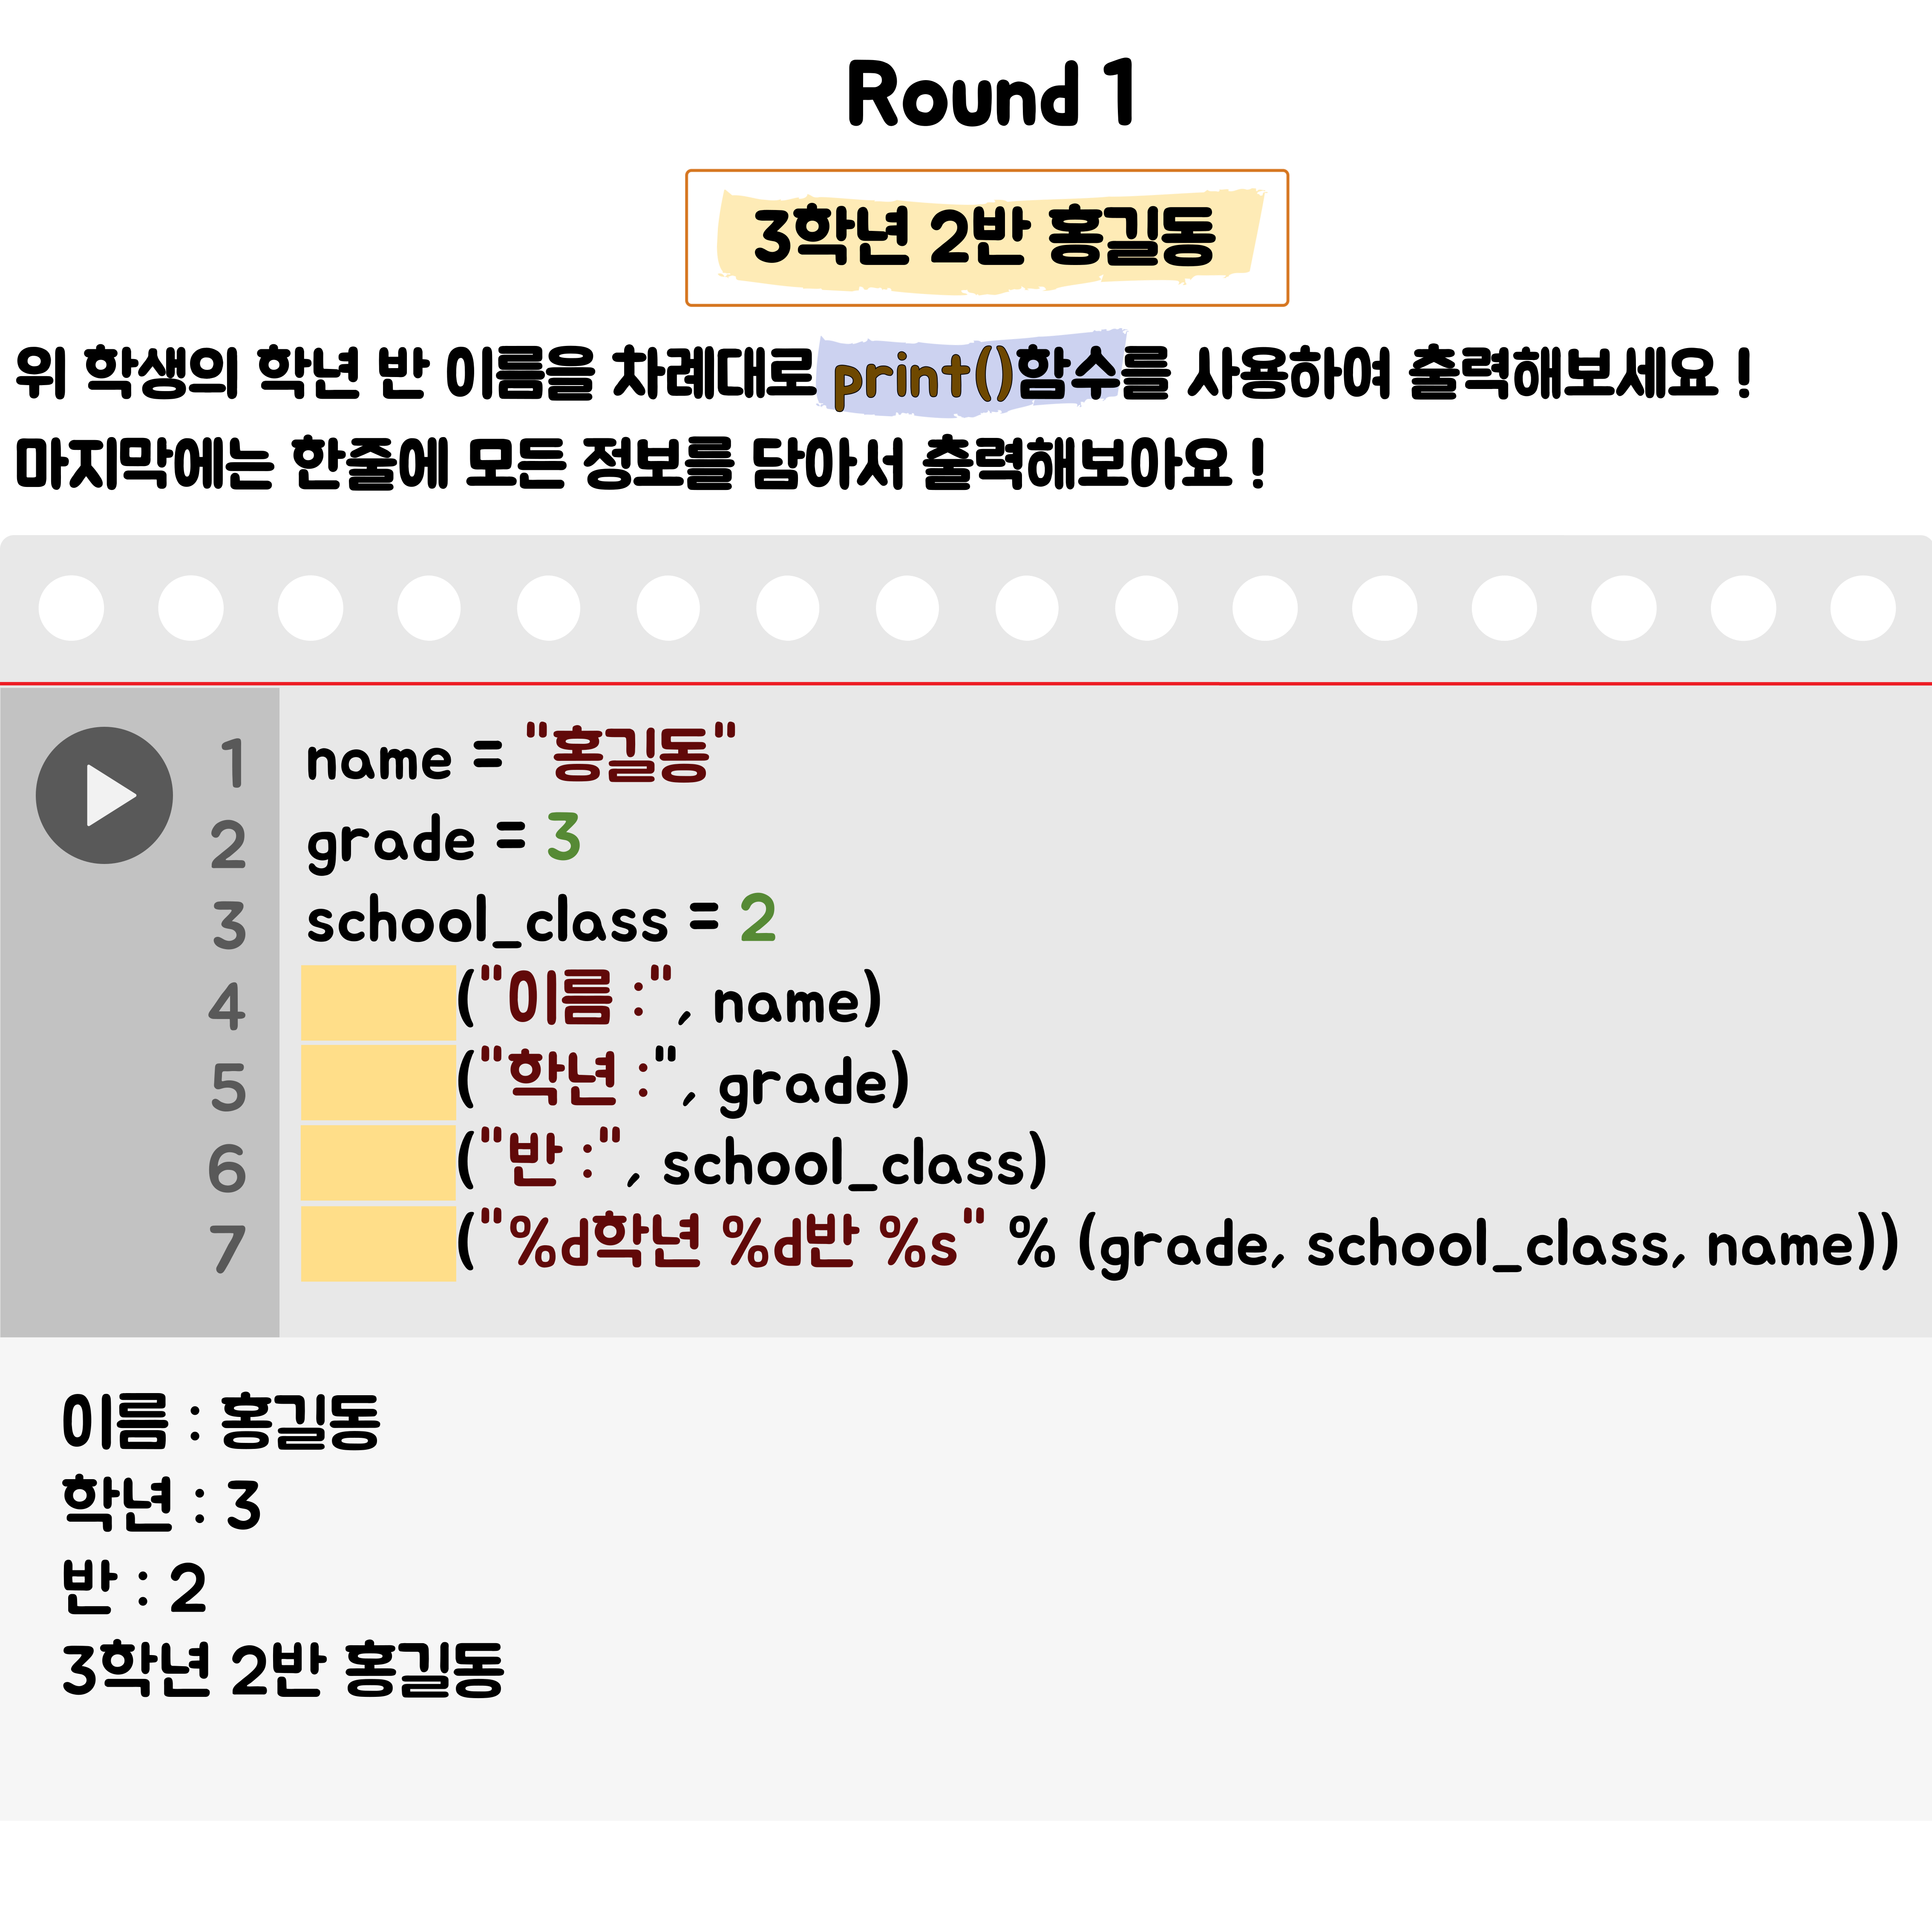 Round 1
3학년 2반 홍길동
위 학생의 학년 반 이름을 차례대로 print()함수를 사용하여 출력해보세요 !
마지막에는 한줄에 모든 정보를 담아서 출력해보아요 !
1 name = "홍길동"
2 grade = 3
3 school_class = 2
4 ("이름 :", name)
5 ("학년 :", grade)
6 ("반 :", school_class)
7 ("%d학년 %d반 %s" % (grade, school_class, name))
이름 : 홍길동
학년 : 3
반 : 2
3학년 2반 홍길동